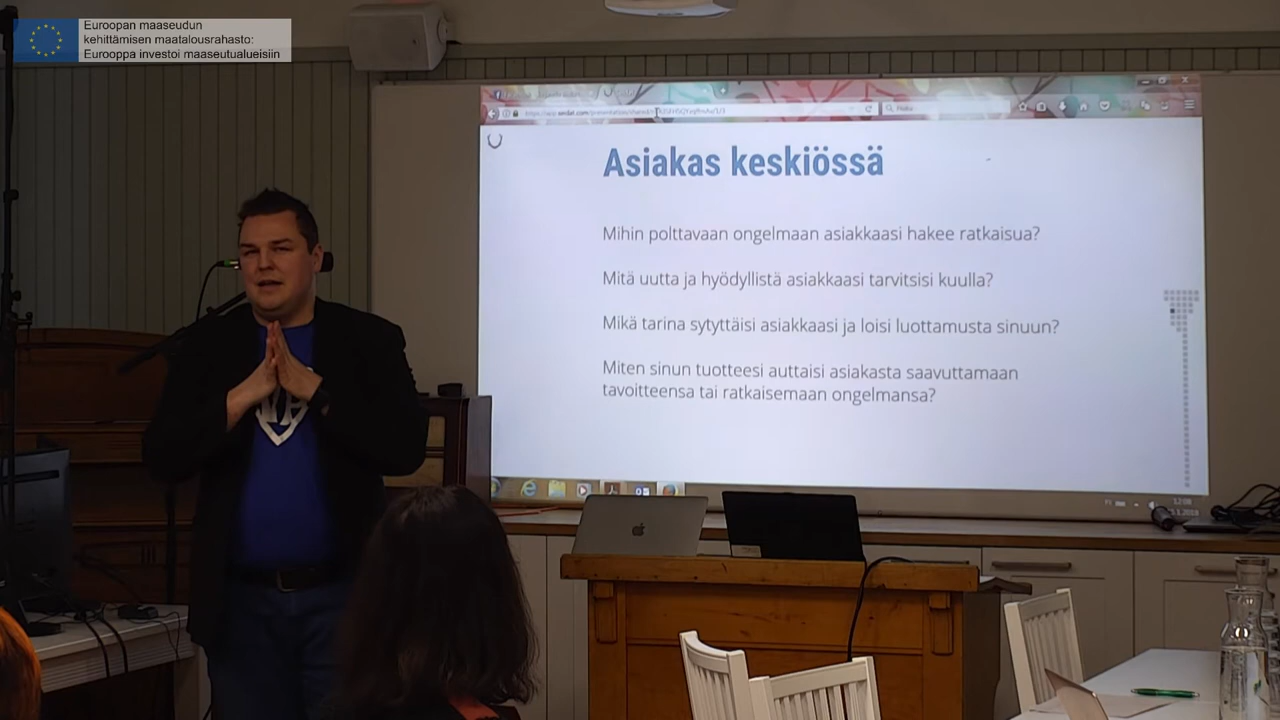 Euroopan maaseudun
kehittämisen maatalousrahasto:
Eurooppa investoi maaseutualueisiin
Asiakas keskiössä
Mihin polttavaan ongelmaan asiakkaasi hakee ratkaisua?
Mitä uutta ja hyödyllistä asiakkaasi tarvitsisi kuulla?
Mikä tarina sytyttäisi asiakkaasi ja loisi luottamusta sinuun?
Miten sinun tuotteesi auttaisi asiakasta saavuttamaan
tavoitteensa tai ratkaisemaan ongelmansa?
12:08